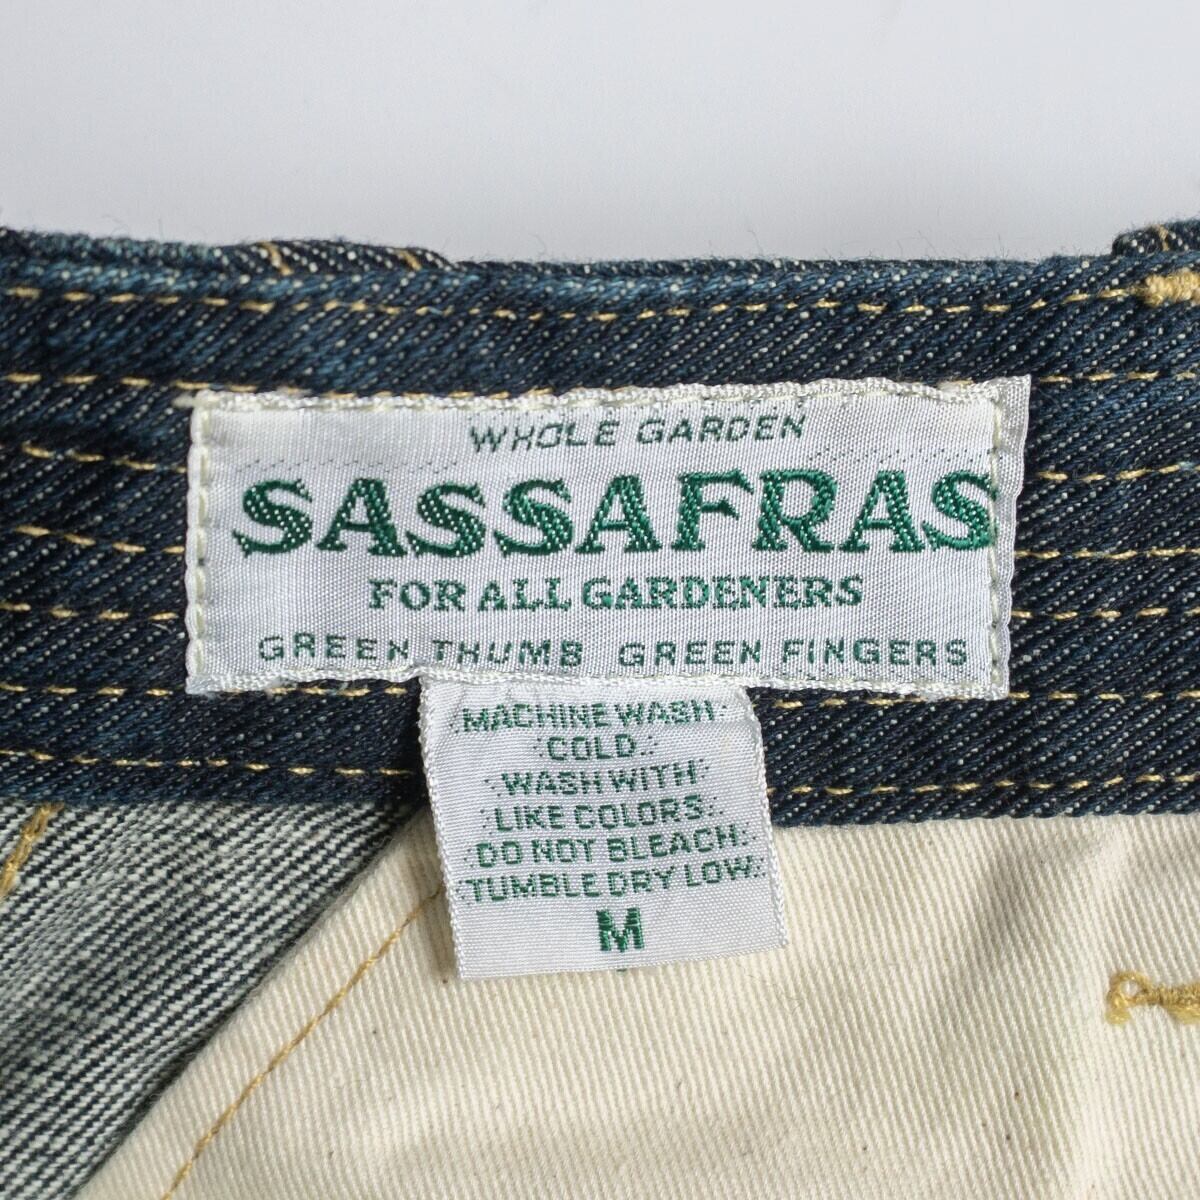 WHOLE GARDEN
SASSAFRAS
FOR ALL GARDENERS
GREEN THUMB GREEN FINGERS
MACHINE WASH
COLD.
WASH WITH
LIKE COLORS.
DO NOT BLEACH.
TUMBLE DRY LOW.
M